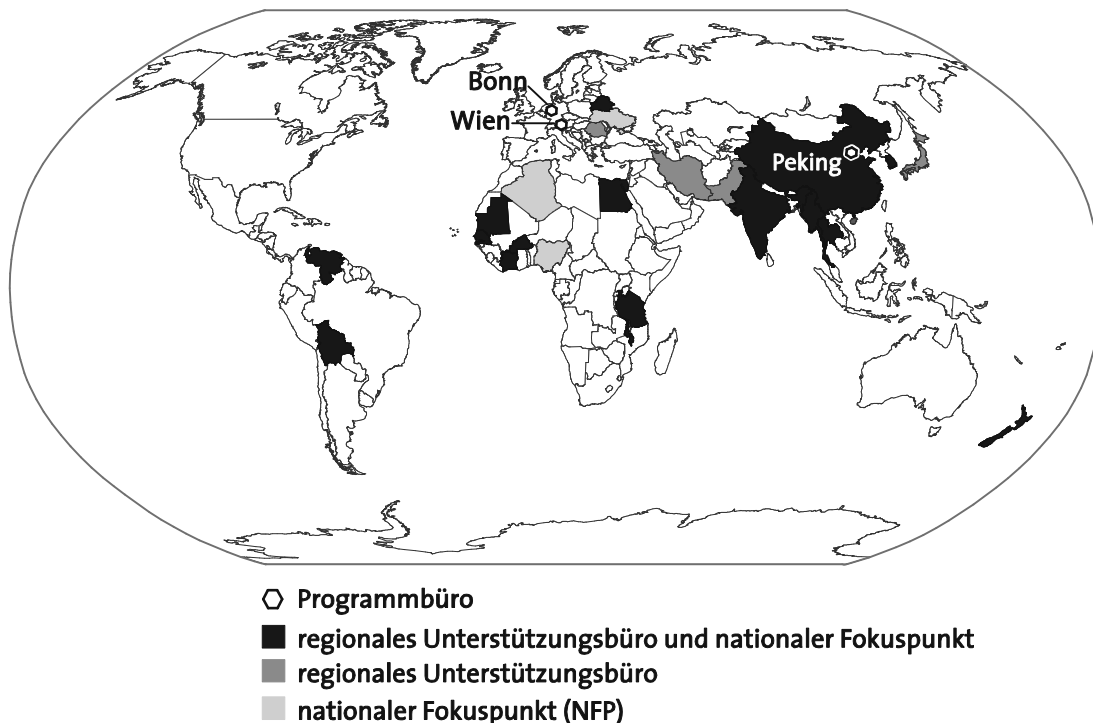 Bonn
Wien
Peking
Programmbüro
regionales Unterstützungsbüro und nationaler Fokuspunkt
regionales Unterstützungsbüro
nationaler Fokuspunkt (NFP)